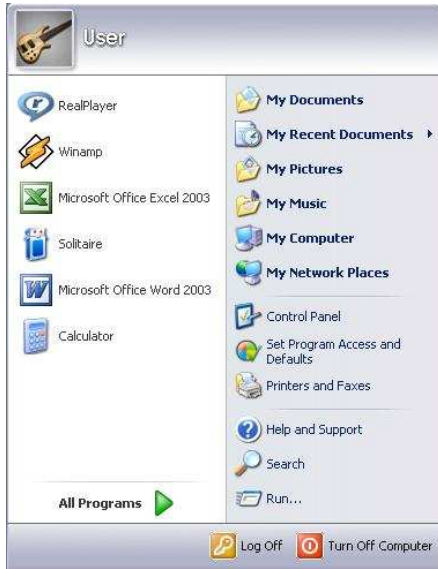 User
RealPlayer
Winamp
Microsoft Office Excel 2003
Solitaire
Microsoft Office Word 2003
Calculator
All Programs
My Documents
My Recent Documents
My Pictures
My Music
My Computer
My Network Places
Control Panel
Set Program Access and
Defaults
Printers and Faxes
Help and Support
Search
Run...
Log Off
Turn Off Computer